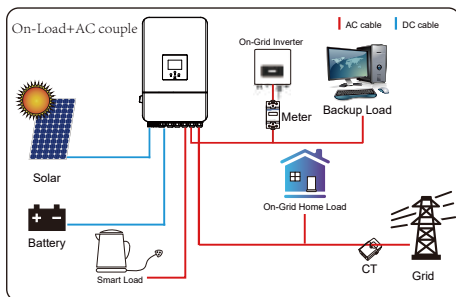 On-Load+AC couple
AC cable
DC cable
On-Grid Inverter
Meter
Backup Load
Solar
On-Grid Home Load
Battery
Smart Load
CT
Grid